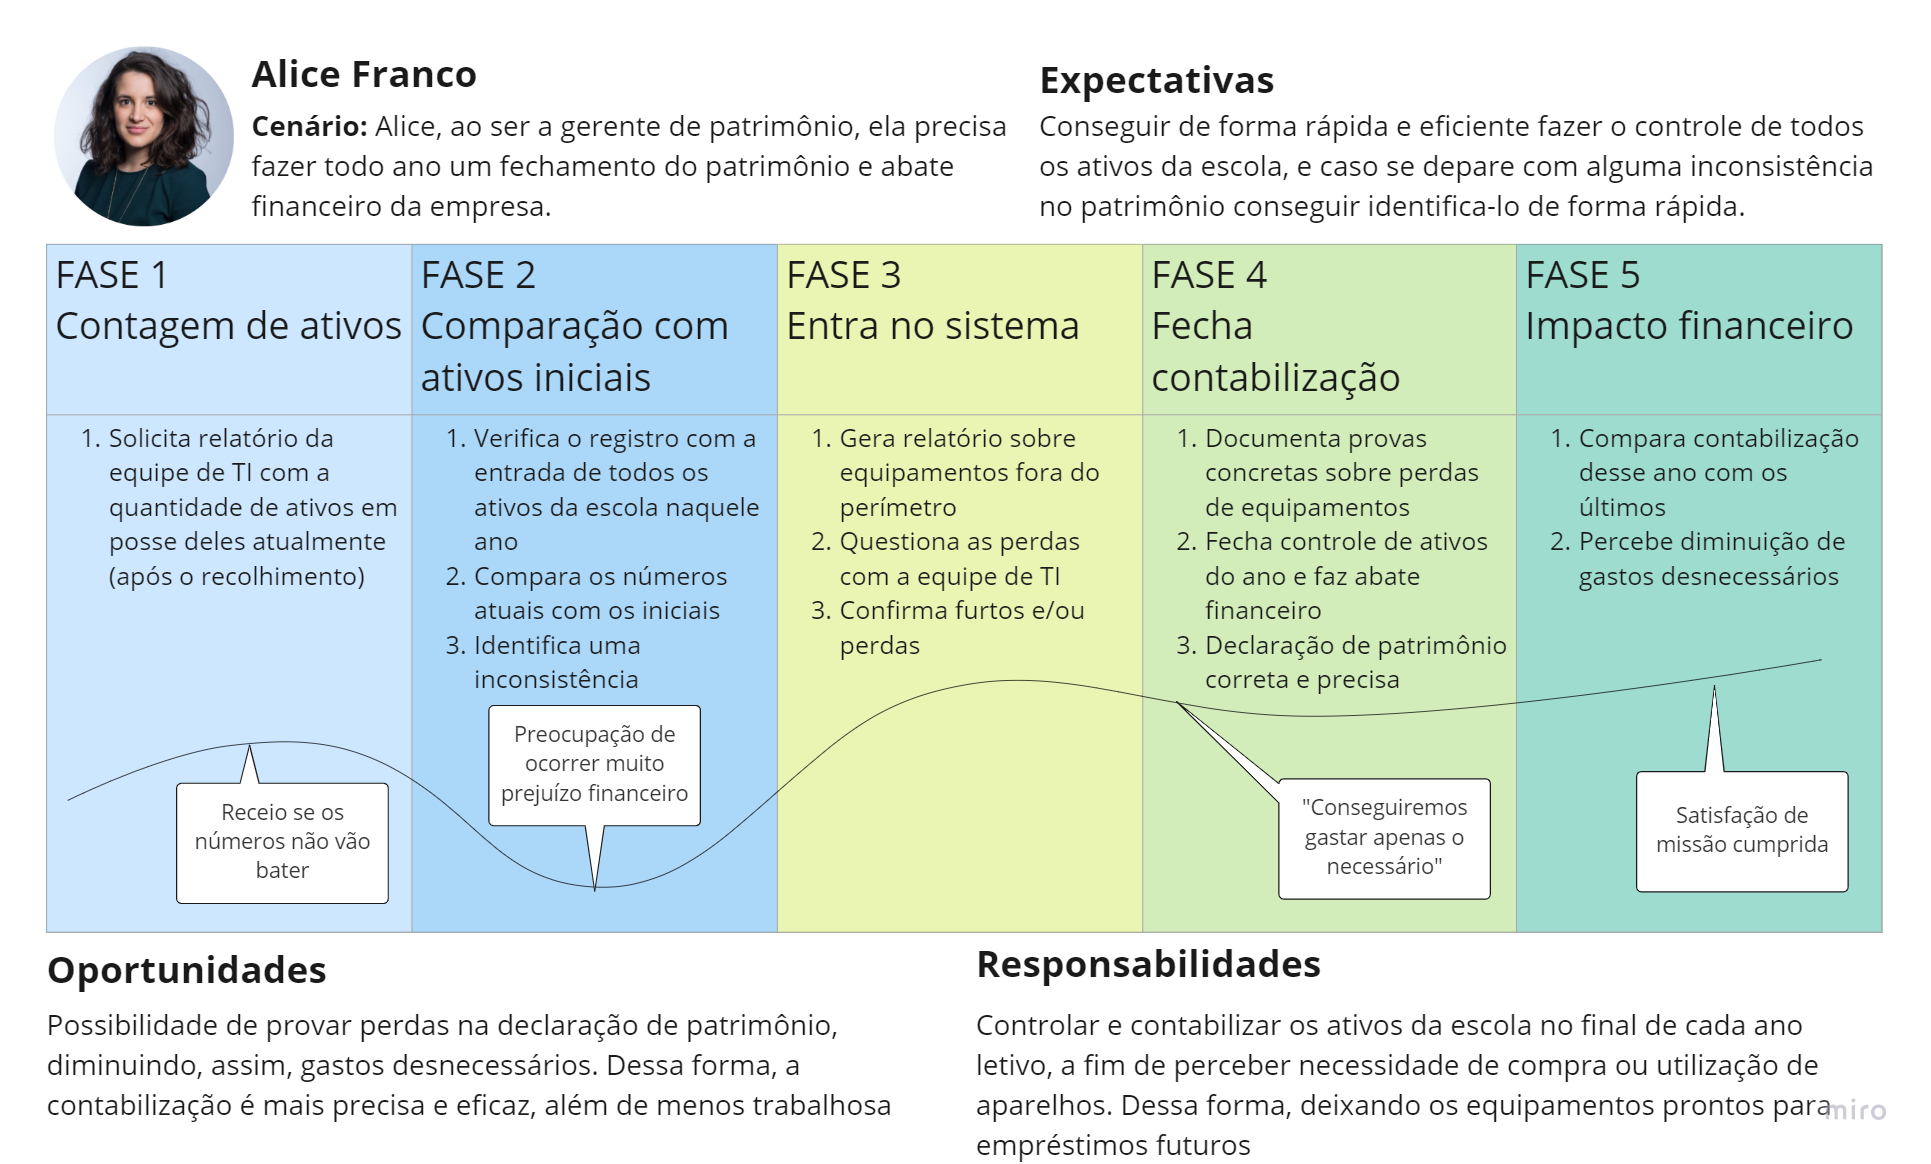 Alice Franco
Cenário: Alice, ao ser a gerente de patrimônio, ela precisa
fazer todo ano um fechamento do patrimônio e abate
financeiro da empresa.
Expectativas
Conseguir de forma rápida e eficiente fazer o controle de todos
os ativos da escola, e caso se depare com alguma inconsistência
no patrimônio conseguir identifica-lo de forma rápida.
FASE 1
Contagem de ativos
FASE 2
Comparação com
ativos iniciais
FASE 3
Entra no sistema
FASE 4
Fecha
contabilização
FASE 5
Impacto financeiro
1. Solicita relatório da
equipe de TI com a
quantidade de ativos em
posse deles atualmente
(após o recolhimento)
1. Verifica o registro com a
entrada de todos os
ativos da escola naquele
ano
2. Compara os números
atuais com os iniciais
3. Identifica uma
inconsistência
1. Gera relatório sobre
equipamentos fora do
perímetro
2. Questiona as perdas
com a equipe de TI
3. Confirma furtos e/ou
perdas
1. Documenta provas
concretas sobre perdas
de equipamentos
2. Fecha controle de ativos
do ano e faz abate
financeiro
3. Declaração de patrimônio
correta e precisa
1. Compara contabilização
desse ano com os
últimos
2. Percebe diminuição de
gastos desnecessários
Receio se os
números não vão
bater
Preocupação de
ocorrer muito
prejuízo financeiro
"Conseguiremos
gastar apenas o
necessário"
Satisfação de
missão cumprida
Oportunidades
Possibilidade de provar perdas na declaração de patrimônio,
diminuindo, assim, gastos desnecessários. Dessa forma, a
contabilização é mais precisa e eficaz, além de menos trabalhosa
Responsabilidades
Controlar e contabilizar os ativos da escola no final de cada ano
letivo, a fim de perceber necessidade de compra ou utilização de
aparelhos. Dessa forma, deixando os equipamentos prontos para
empréstimos futuros
miro